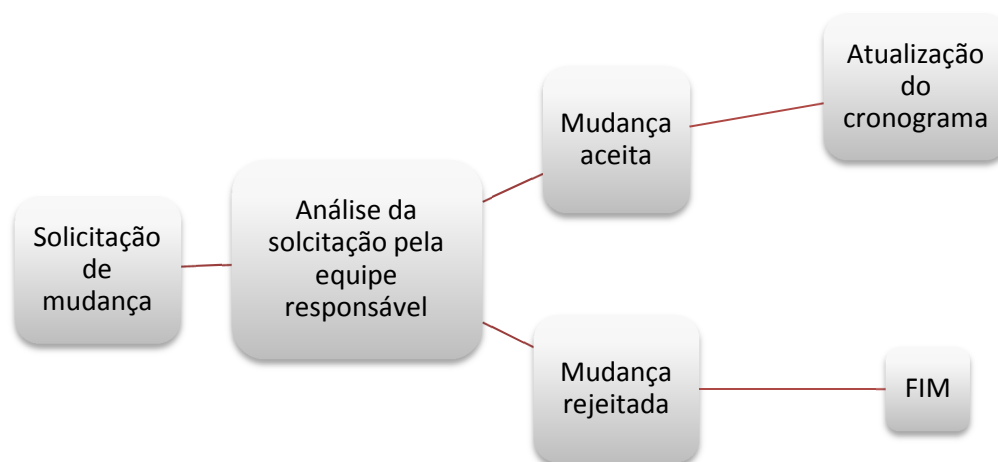 Solicitação
de
mudança
Análise da
solcitação pela
equipe
responsável
Mudança
aceita
Atualização
do
cronograma
Mudança
rejeitada
FIM